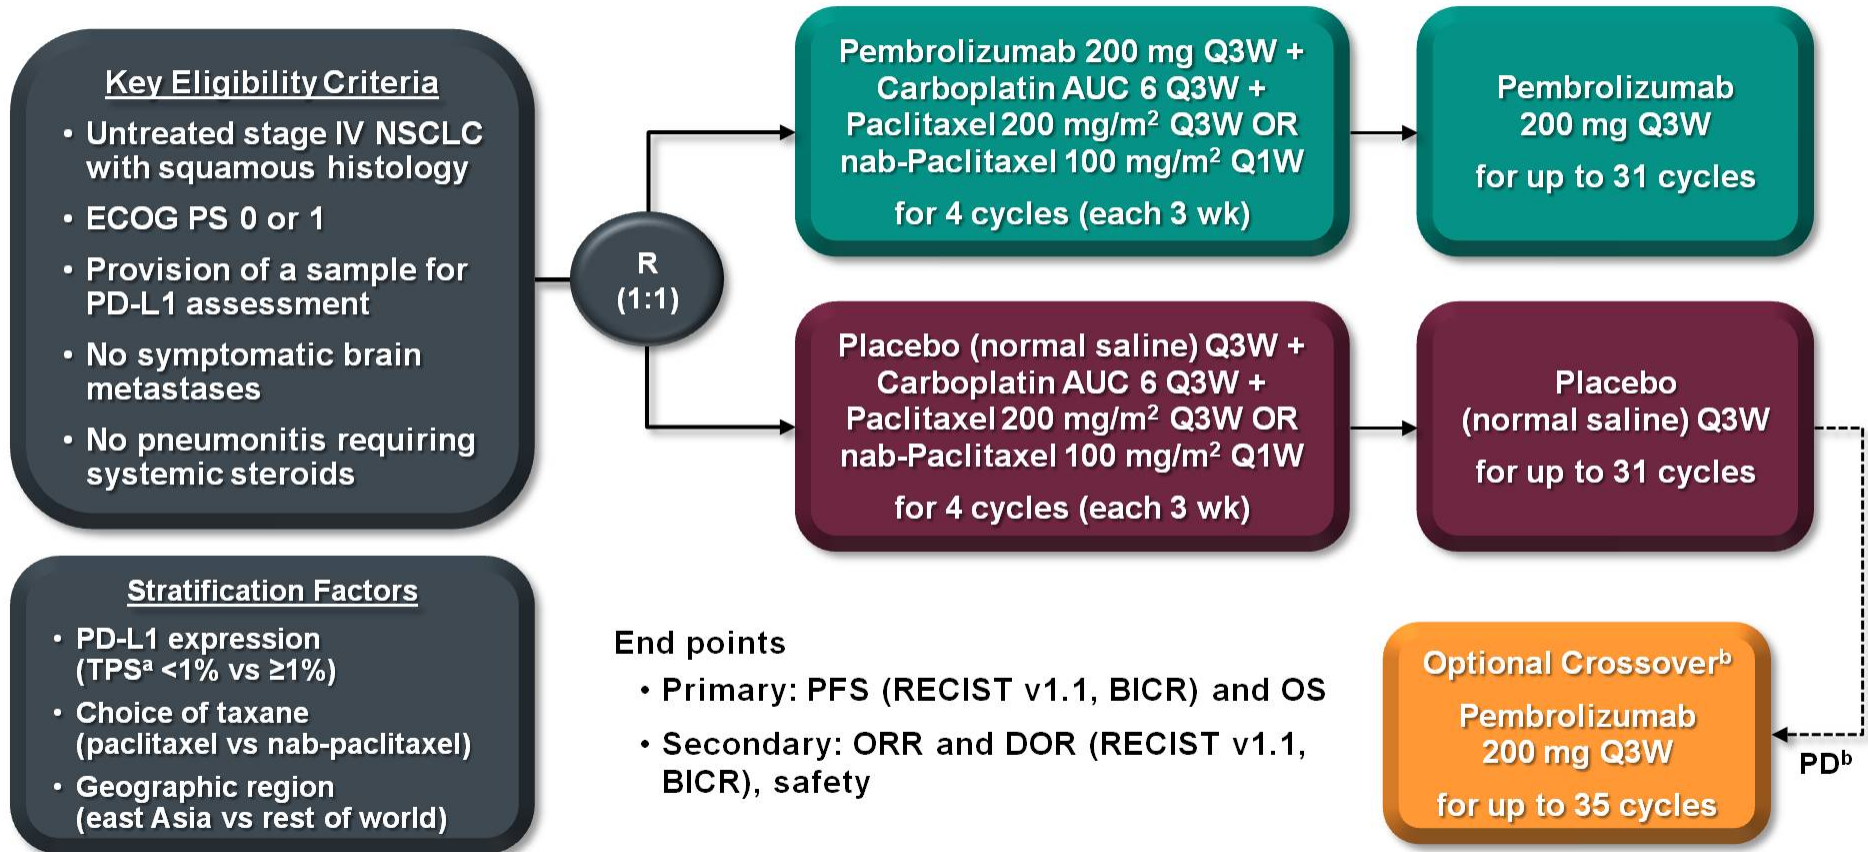 Key Eligibility Criteria
• Untreated stage IV NSCLC
with squamous histology
• ECOG PS 0 or 1
• Provision of a sample for
PD-L1 assessment
• No symptomatic brain
metastases
• No pneumonitis requiring
systemic steroids
Stratification Factors
• PD-L1 expression
(TPSᵃ <1% vs ≥1%)
• Choice of taxane
(paclitaxel vs nab-paclitaxel)
• Geographic region
(east Asia vs rest of world)
R
(1:1)
Pembrolizumab 200 mg Q3W +
Carboplatin AUC 6 Q3W +
Paclitaxel 200 mg/m² Q3W OR
nab-Paclitaxel 100 mg/m² Q1W
for 4 cycles (each 3 wk)
Pembrolizumab
200 mg Q3W
for up to 31 cycles
Placebo (normal saline) Q3W +
Carboplatin AUC 6 Q3W +
Paclitaxel 200 mg/m² Q3W OR
nab-Paclitaxel 100 mg/m² Q1W
for 4 cycles (each 3 wk)
Placebo
(normal saline) Q3W
for up to 31 cycles
End points
• Primary: PFS (RECIST v1.1, BICR) and OS
• Secondary: ORR and DOR (RECIST v1.1,
BICR), safety
Optional Crossoverᵇ
Pembrolizumab
200 mg Q3W
for up to 35 cycles
PDᵇ